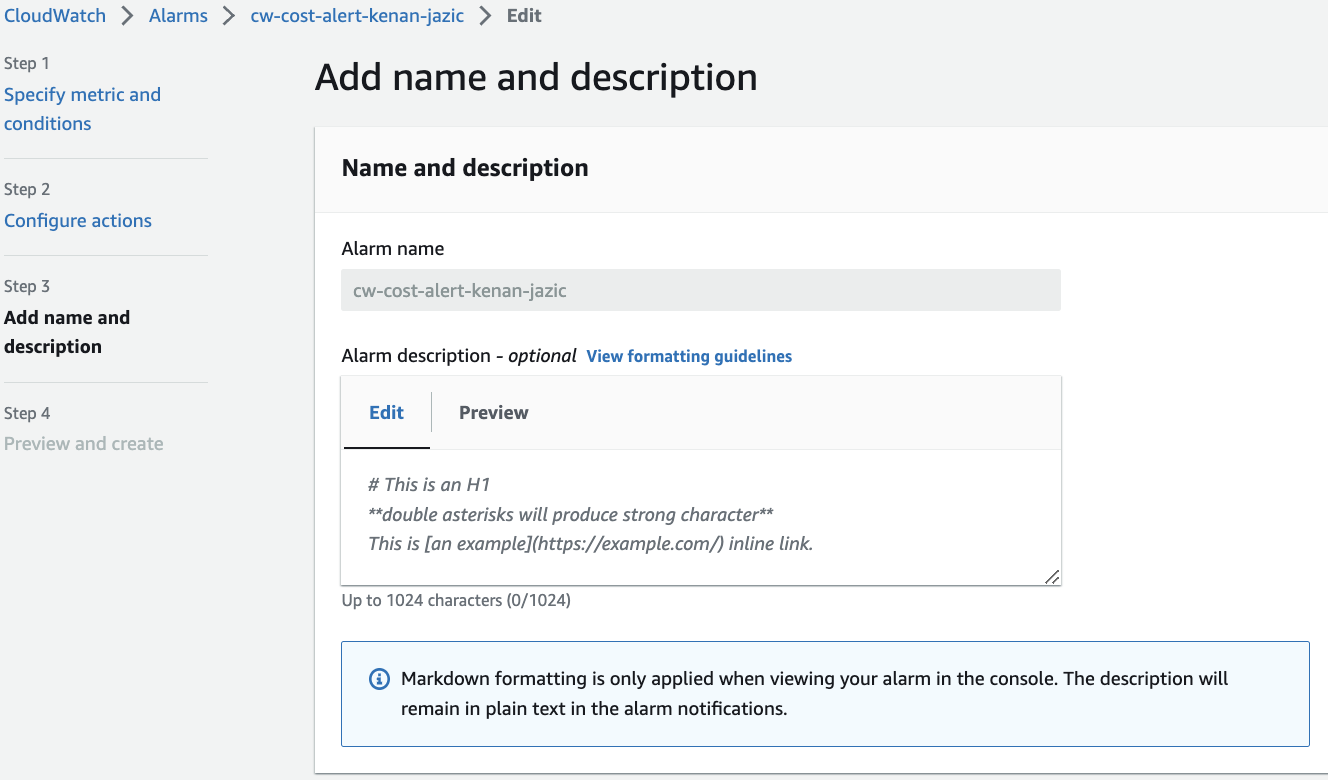 CloudWatch > Alarms > cw-cost-alert-kenan-jazic > Edit
Step 1
Specify metric and
conditions
Step 2
Configure actions
Step 3
Add name and
description
Step 4
Preview and create
Add name and description
Name and description
Alarm name
cw-cost-alert-kenan-jazic
Alarm description - optional View formatting guidelines
Edit Preview
# This is an H1
**double asterisks will produce strong character**
This is [an example](https://example.com/) inline link.
Up to 1024 characters (0/1024)
Markdown formatting is only applied when viewing your alarm in the console. The description will
remain in plain text in the alarm notifications.